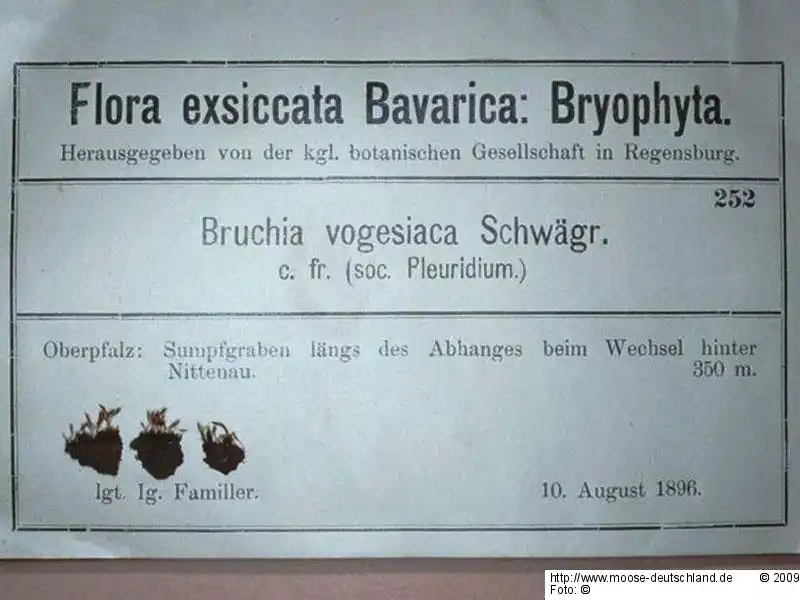 Flora exsiccata Bavarica: Bryophyta.
Herausgegeben von der kgl. botanischen Gesellschaft in Regensburg.
252
Bruchia vogesiaca Schwägr.
c. fr. (soc. Pleuridium.)
Oberpfalz: Sumpfgraben längs des Abhanges beim Wechsel hinter
Nittenau. 350 m.
lgt. Ig. Familler. 10. August 1896.
http://www.moose-deutschland.de © 2009
Foto: ©